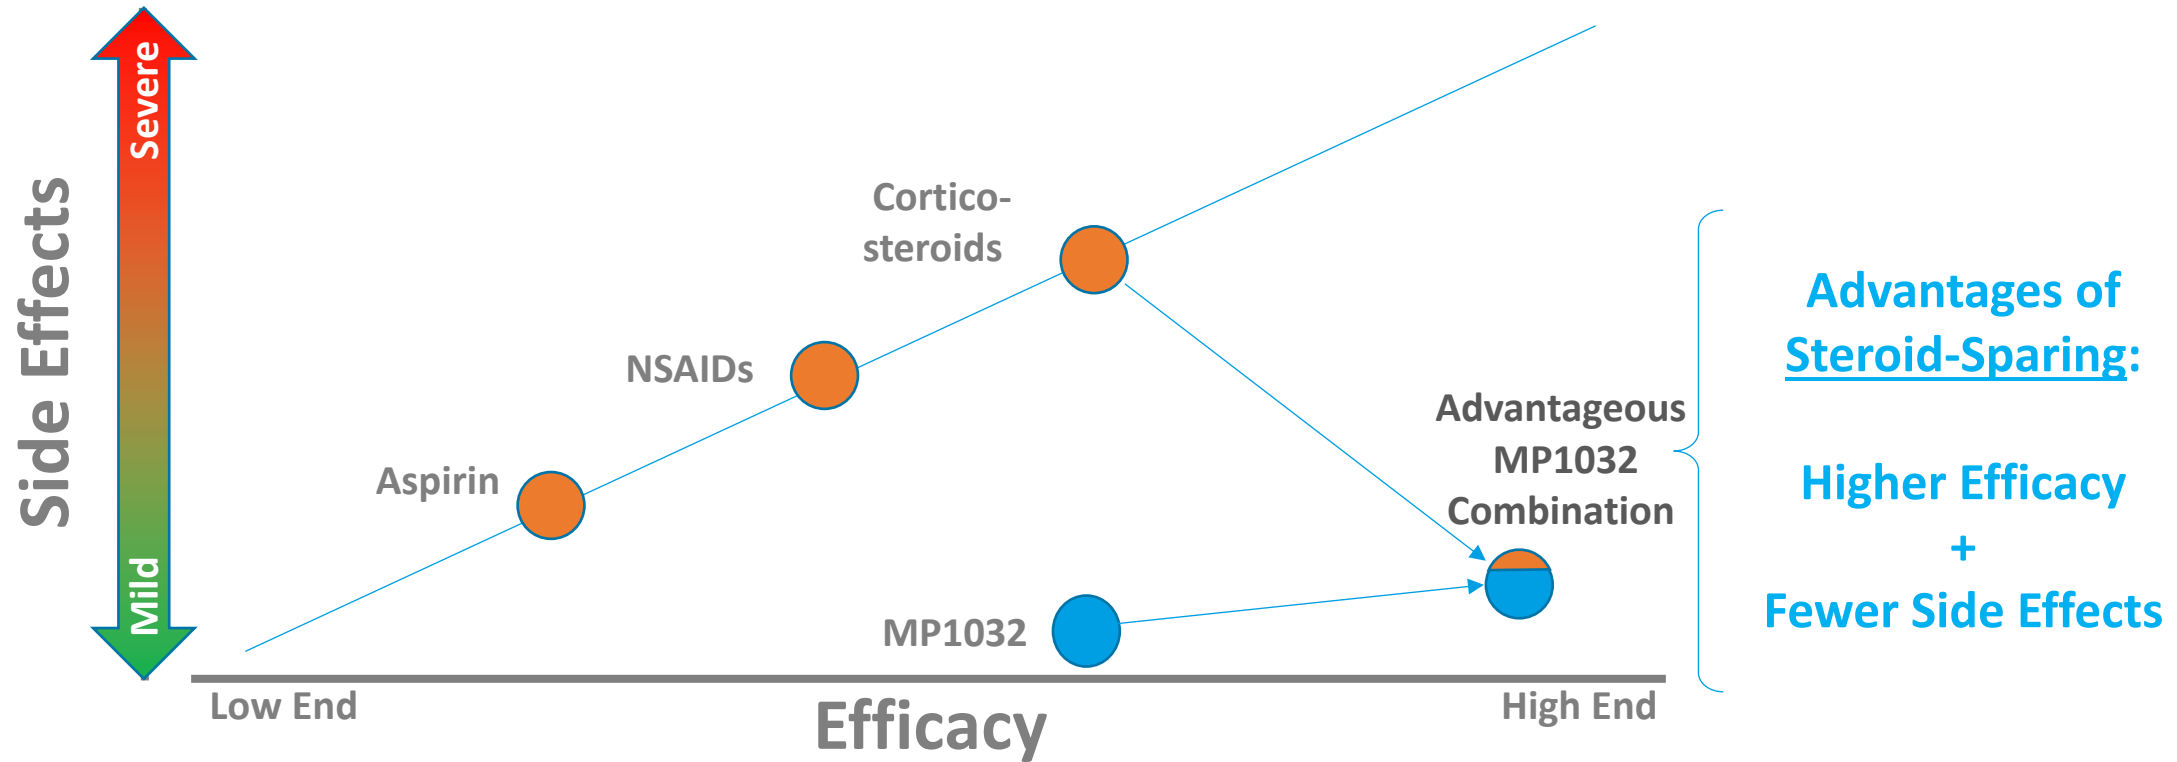 Side Effects
Severe
Mild
Cortico-
steroids
NSAIDs
Aspirin
MP1032
Advantageous
MP1032
Combination
Low End
Efficacy
High End
Advantages of
Steroid-Sparing:
Higher Efficacy
+
Fewer Side Effects